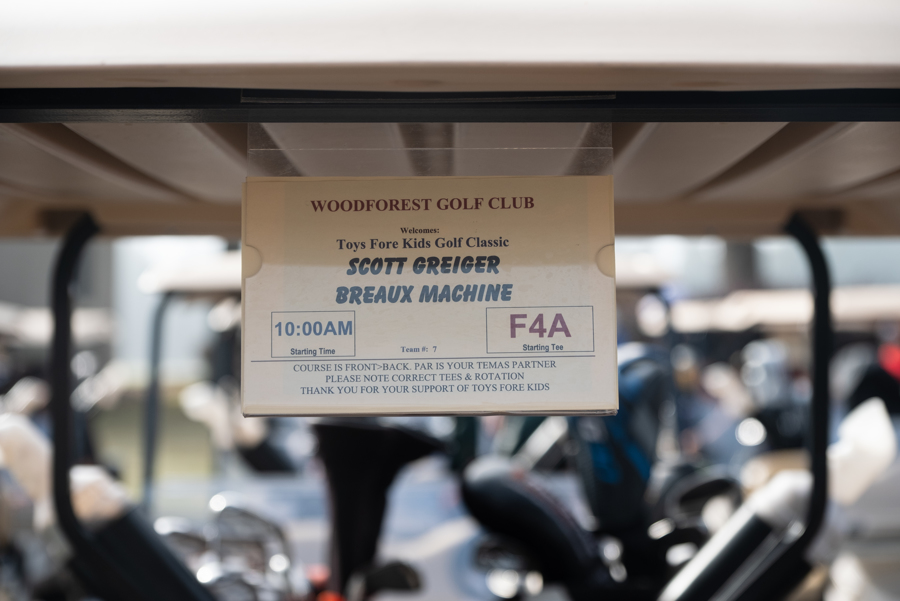 WOODFOREST GOLF CLUB
Welcomes:
Toys Fore Kids Golf Classic
SCOTT GREIGER
BREAUX MACHINE
10:00AM
Starting Time
Team #: 7
F4A
Starting Tee
COURSE IS FRONT>BACK. PAR IS YOUR TEMAS PARTNER
PLEASE NOTE CORRECT TEES & ROTATION
THANK YOU FOR YOUR SUPPORT OF TOYS FORE KIDS